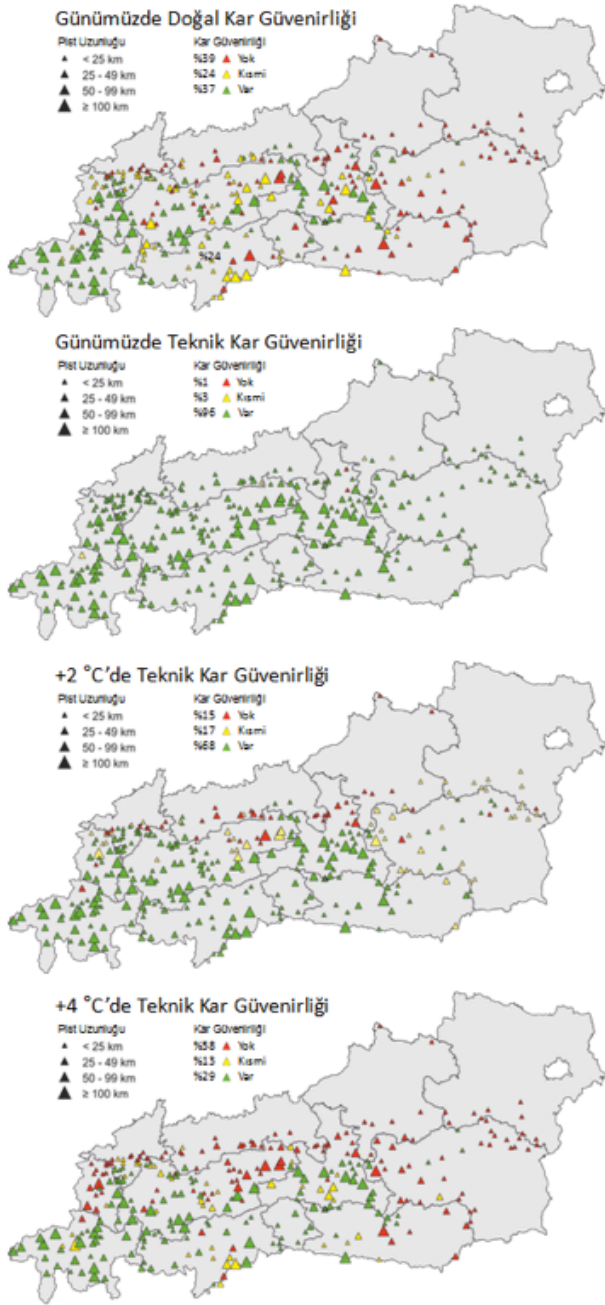 Günümüzde Doğal Kar Güvenirliği
Pist Uzunluğu Kar Güvenirliği
< 25 km %39 Yok
25 - 49 km %24 Kısmi
50 - 99 km %37 Var
≥ 100 km
%24
Günümüzde Teknik Kar Güvenirliği
Pist Uzunluğu Kar Güvenirliği
< 25 km %1 Yok
25 - 49 km %3 Kısmi
50 - 99 km %96 Var
≥ 100 km
+2 °C’de Teknik Kar Güvenirliği
Pist Uzunluğu Kar Güvenirliği
< 25 km %15 Yok
25 - 49 km %17 Kısmi
50 - 99 km %68 Var
≥ 100 km
+4 °C’de Teknik Kar Güvenirliği
Pist Uzunluğu Kar Güvenirliği
< 25 km %58 Yok
25 - 49 km %13 Kısmi
50 - 99 km %29 Var
≥ 100 km